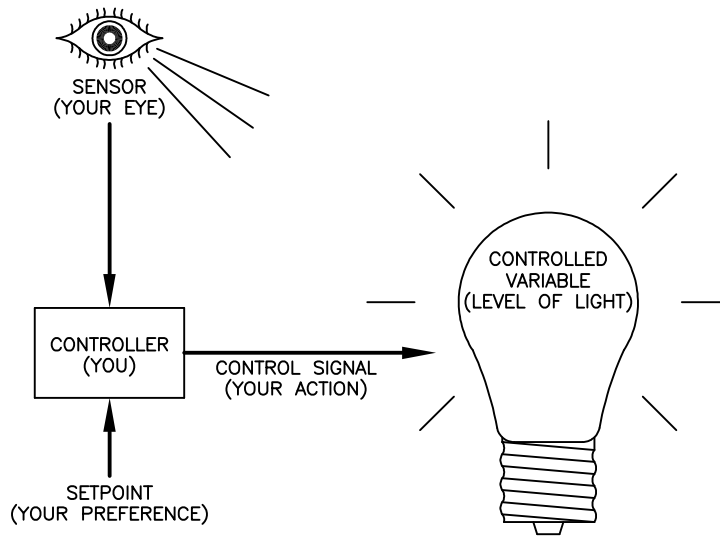 SENSOR
(YOUR EYE)
CONTROLLED
VARIABLE
(LEVEL OF LIGHT)
CONTROLLER
(YOU)
CONTROL SIGNAL
(YOUR ACTION)
SETPOINT
(YOUR PREFERENCE)